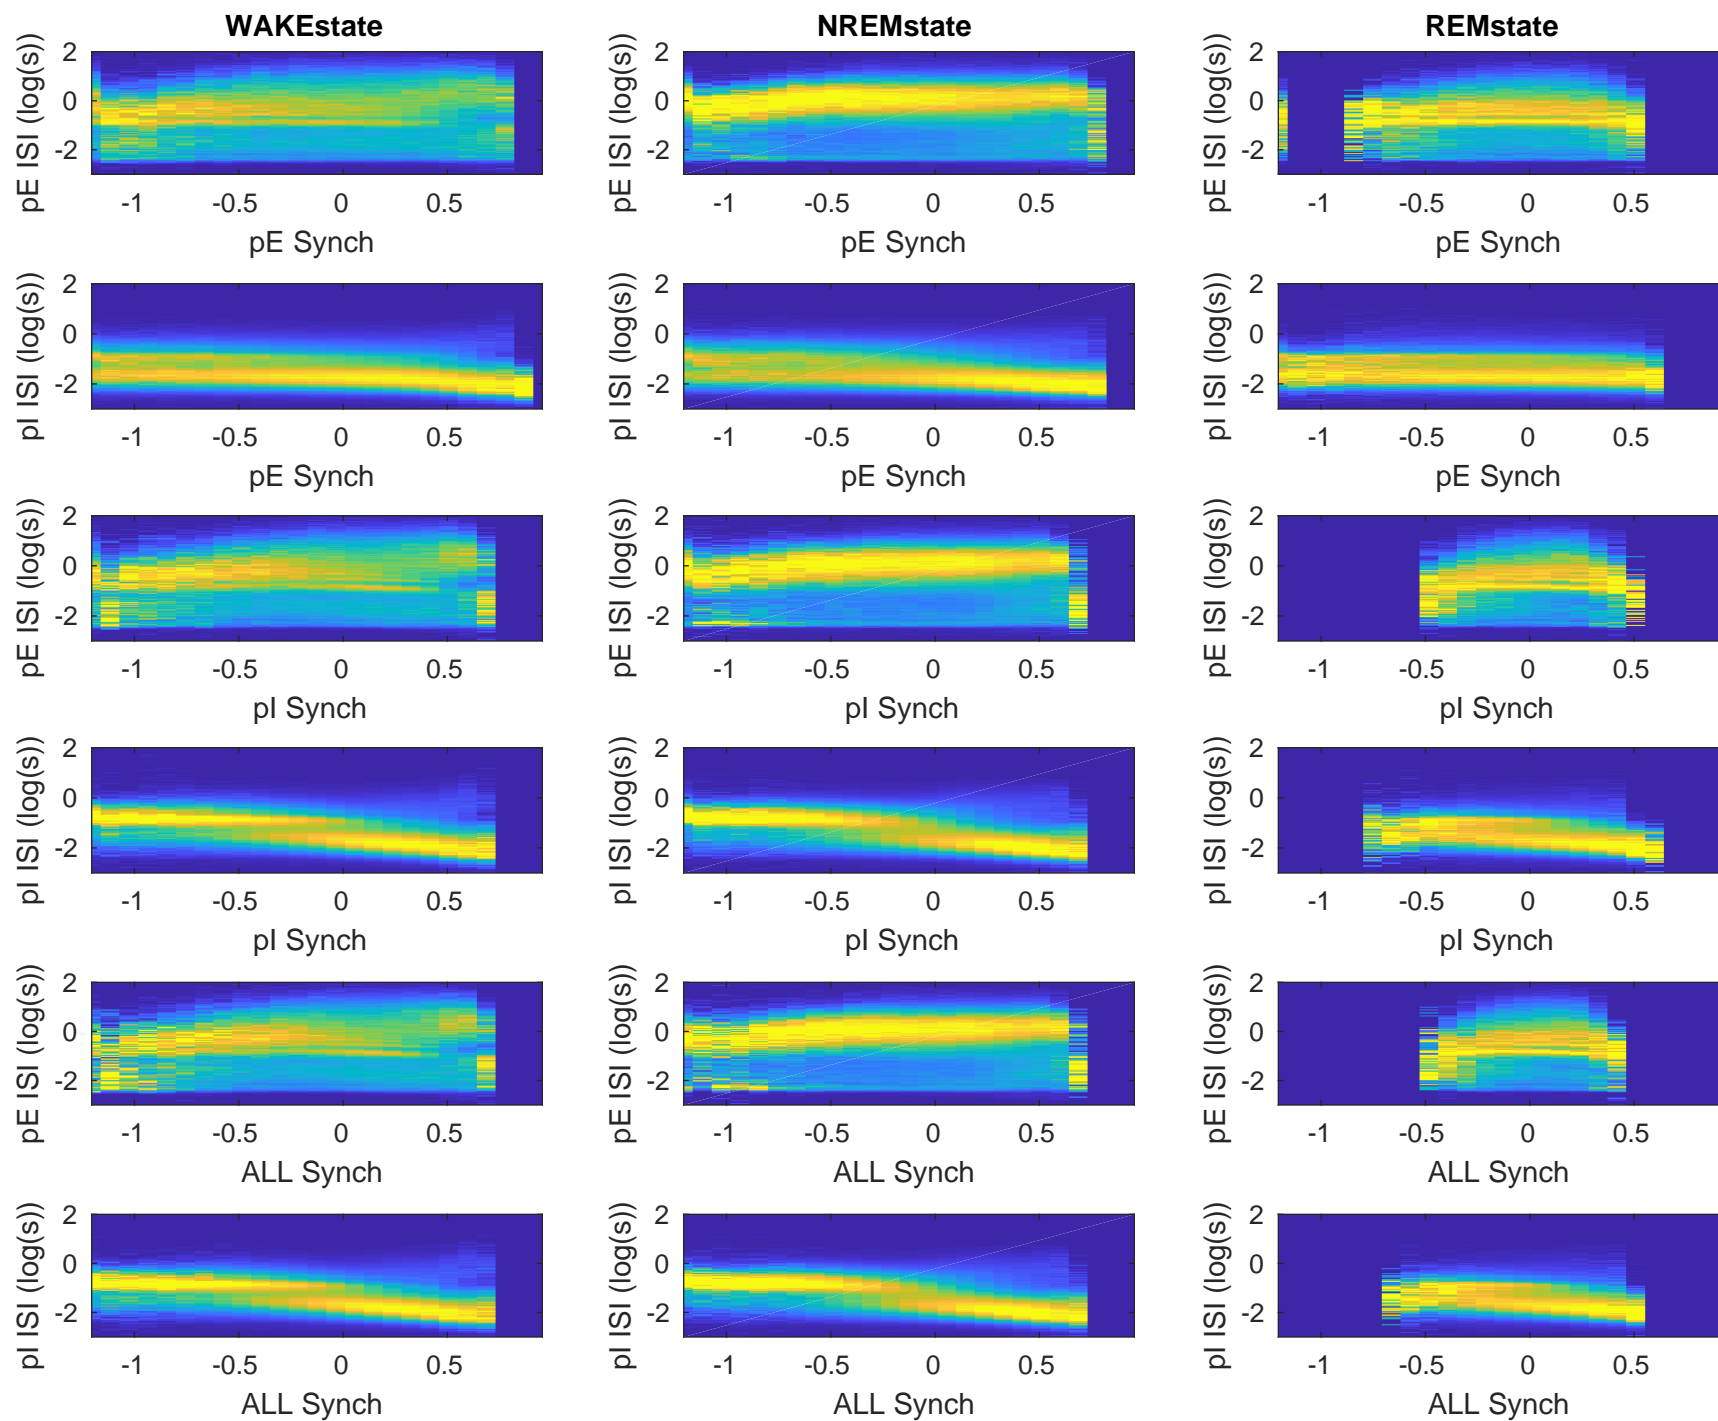 WAKEstate NREMstate REMstate
pE ISI (log(s)) 2 0 -2 pE ISI (log(s)) 2 0 -2 pE ISI (log(s)) 2 0 -2
-1 -0.5 0 0.5 -1 -0.5 0 0.5 -1 -0.5 0 0.5
pE Synch pE Synch pE Synch
pI ISI (log(s)) 2 0 -2 pI ISI (log(s)) 2 0 -2 pI ISI (log(s)) 2 0 -2
-1 -0.5 0 0.5 -1 -0.5 0 0.5 -1 -0.5 0 0.5
pE Synch pE Synch pE Synch
pE ISI (log(s)) 2 0 -2 pE ISI (log(s)) 2 0 -2 pE ISI (log(s)) 2 0 -2
-1 -0.5 0 0.5 -1 -0.5 0 0.5 -1 -0.5 0 0.5
pI Synch pI Synch pI Synch
pI ISI (log(s)) 2 0 -2 pI ISI (log(s)) 2 0 -2 pI ISI (log(s)) 2 0 -2
-1 -0.5 0 0.5 -1 -0.5 0 0.5 -1 -0.5 0 0.5
pI Synch pI Synch pI Synch
pE ISI (log(s)) 2 0 -2 pE ISI (log(s)) 2 0 -2 pE ISI (log(s)) 2 0 -2
-1 -0.5 0 0.5 -1 -0.5 0 0.5 -1 -0.5 0 0.5
ALL Synch ALL Synch ALL Synch
pI ISI (log(s)) 2 0 -2 pI ISI (log(s)) 2 0 -2 pI ISI (log(s)) 2 0 -2
-1 -0.5 0 0.5 -1 -0.5 0 0.5 -1 -0.5 0 0.5
ALL Synch ALL Synch ALL Synch